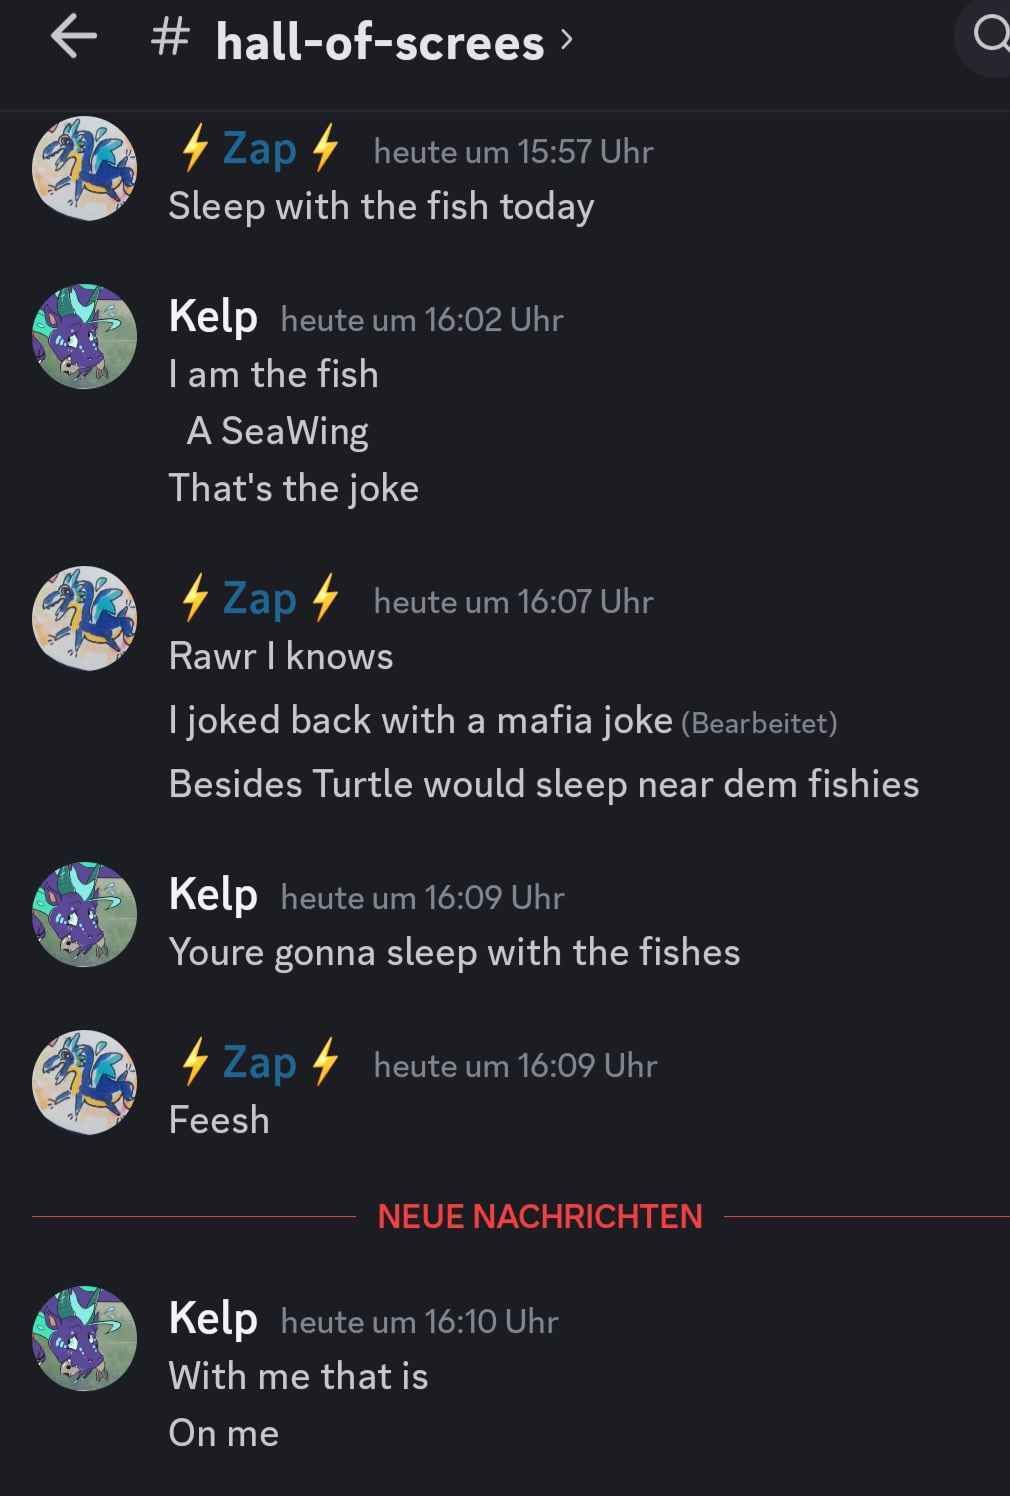 # hall-of-screes
⚡ Zap ⚡ heute um 15:57 Uhr
Sleep with the fish today
Kelp heute um 16:02 Uhr
I am the fish
A SeaWing
That's the joke
⚡ Zap ⚡ heute um 16:07 Uhr
Rawr I knows
I joked back with a mafia joke (Bearbeitet)
Besides Turtle would sleep near dem fishies
Kelp heute um 16:09 Uhr
Youre gonna sleep with the fishes
⚡ Zap ⚡ heute um 16:09 Uhr
Feesh
NEUE NACHRICHTEN
Kelp heute um 16:10 Uhr
With me that is
On me